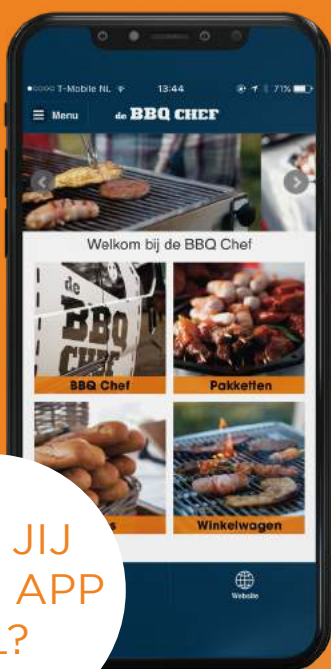 T-Mobile NL 13:44 71%
Menu de BBQ CHEF
Welkom bij de BBQ Chef
de
BBQ
CHEF
BBQ Chef Pakketten
s Winkelwagen
Website
JIJ
APP
?